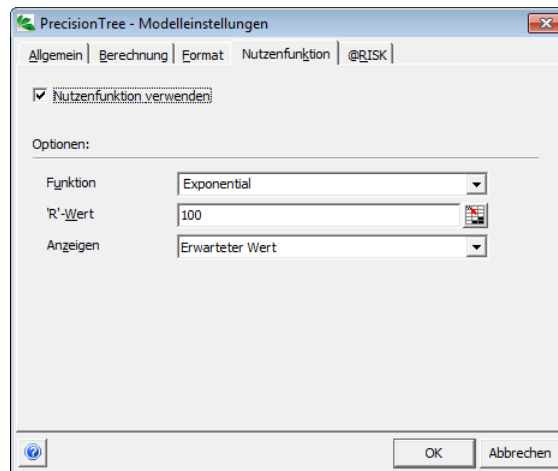 PrecisionTree - Modelleinstellungen
Allgemein Berechnung Format Nutzenfunktion @RISK
Nutzenfunktion verwenden
Optionen:
Funktion Exponential
'R'-Wert 100
Anzeigen Erwarteter Wert
OK Abbrechen